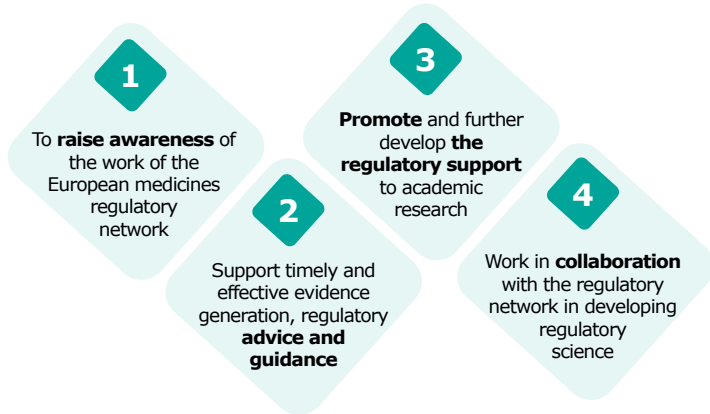 1
To raise awareness of
the work of the
European medicines
regulatory
network
2
Support timely and
effective evidence
generation, regulatory
advice and
guidance
3
Promote and further
develop the
regulatory support
to academic
research
4
Work in collaboration
with the regulatory
network in developing
regulatory
science